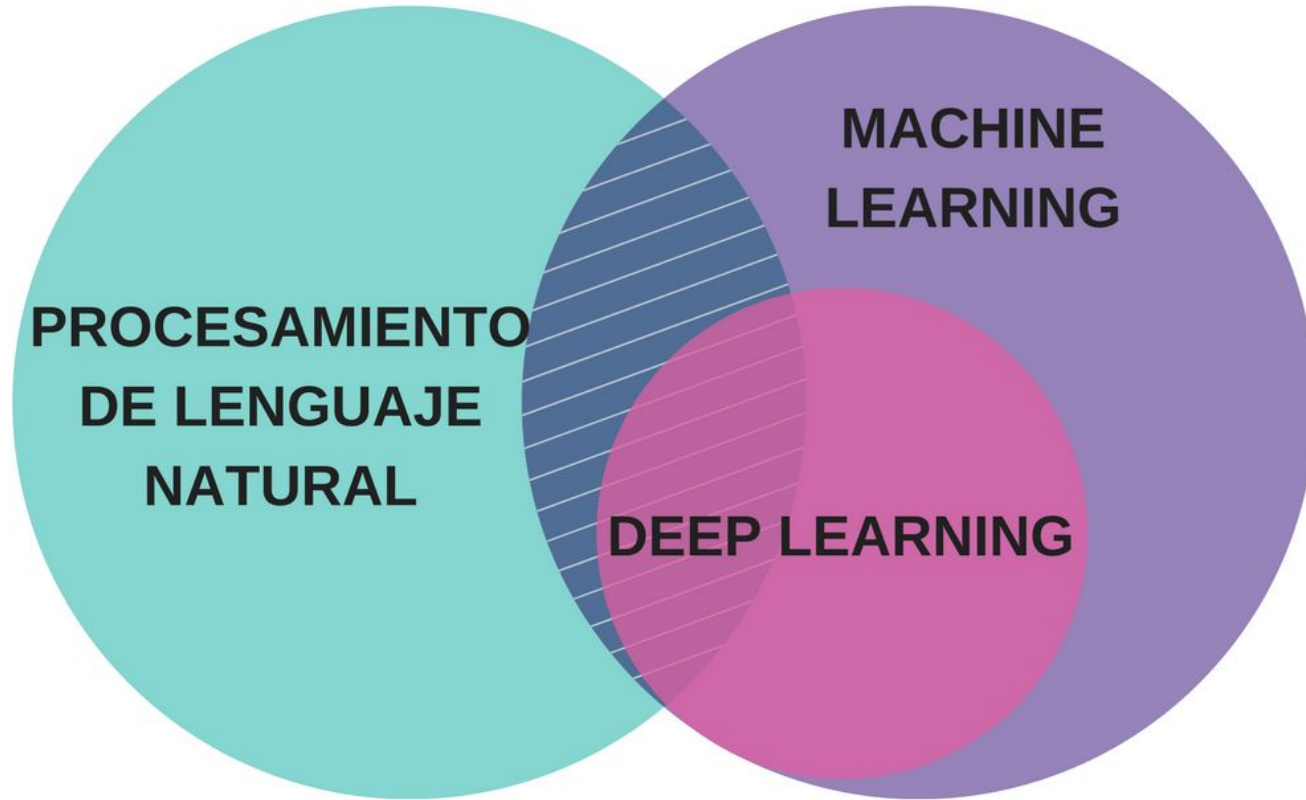 PROCESAMIENTO
DE LENGUAJE
NATURAL
MACHINE
LEARNING
DEEP LEARNING